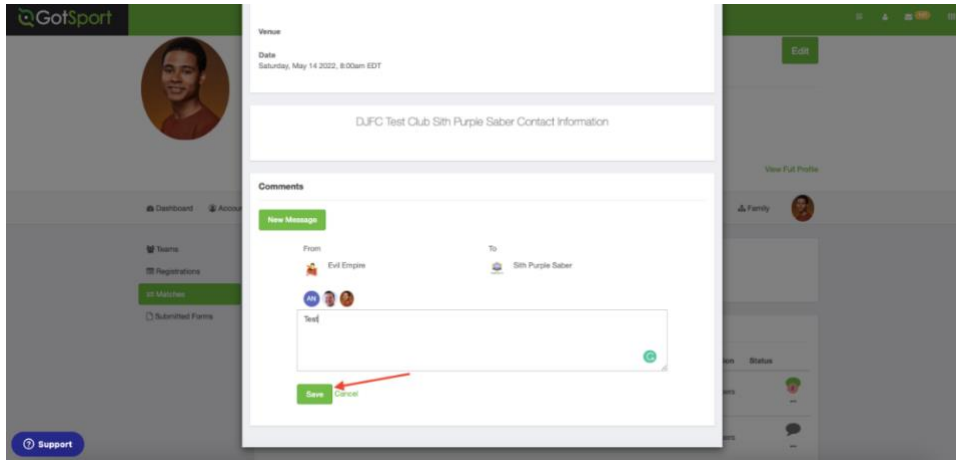 GotSport
Venue
Date
Saturday, May 14 2022, 8:00am EDT
Edit
DJFC Test Club Sith Purple Saber Contact Information
View Full Profile
Comments
Dashboard
Family
New Message
From
To
Teams
Evil Empire
Sith Purple Saber
Registrations
Matches
AN
Submitted Forms
Test
Status
Save
Cancel
Support